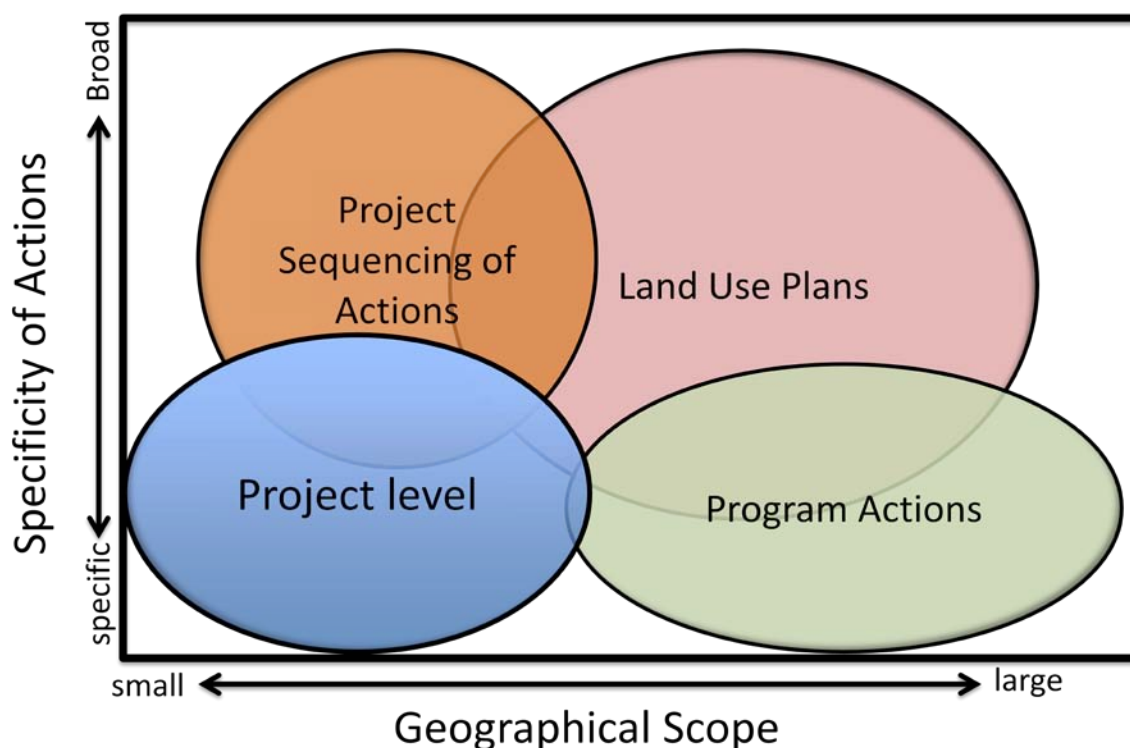 Broad
Specificity of Actions
specific
Project
Sequencing of
Actions
Land Use Plans
Project level
Program Actions
small
large
Geographical Scope